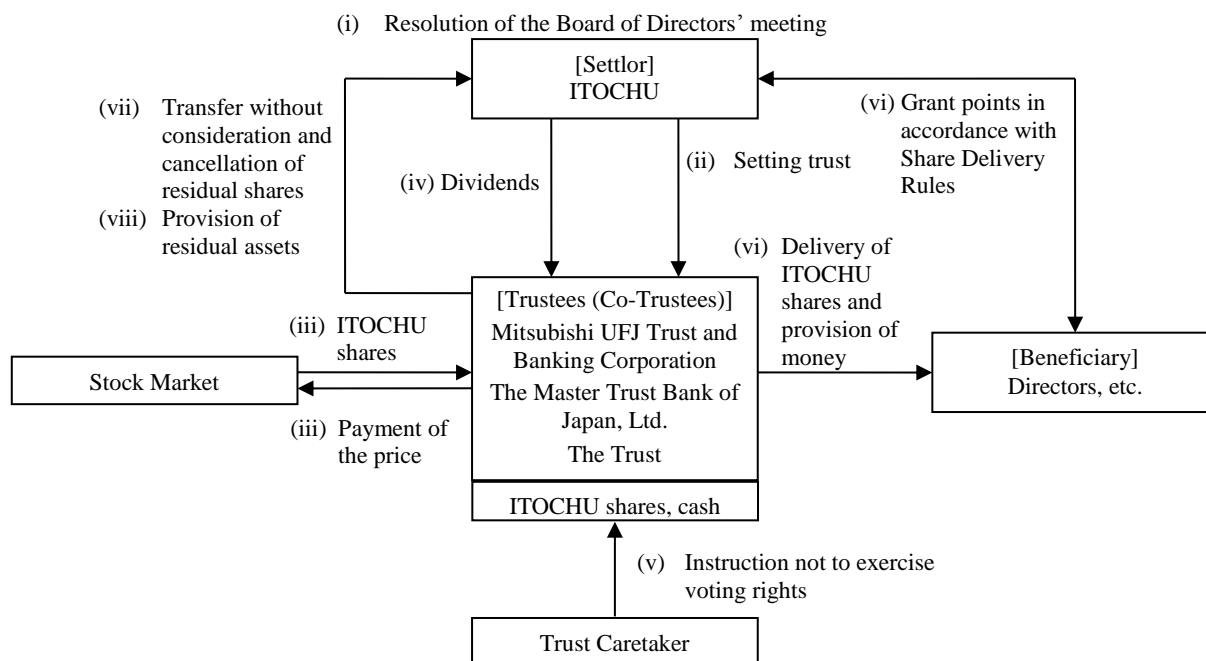 (i) Resolution of the Board of Directors’ meeting
[Settlor]
ITOCHU
(vii) Transfer without
consideration and
cancellation of
residual shares
(viii) Provision of
residual assets
(iv) Dividends
(ii) Setting trust
(vi) Grant points in
accordance with
Share Delivery
Rules
(vi) Delivery of
ITOCHU
shares and
provision of
money
(iii) ITOCHU
shares
Stock Market
(iii) Payment of
the price
[Trustees (Co-Trustees)]
Mitsubishi UFJ Trust and
Banking Corporation
The Master Trust Bank of
Japan, Ltd.
The Trust
ITOCHU shares, cash
[Beneficiary]
Directors, etc.
(v) Instruction not to exercise
voting rights
Trust Caretaker